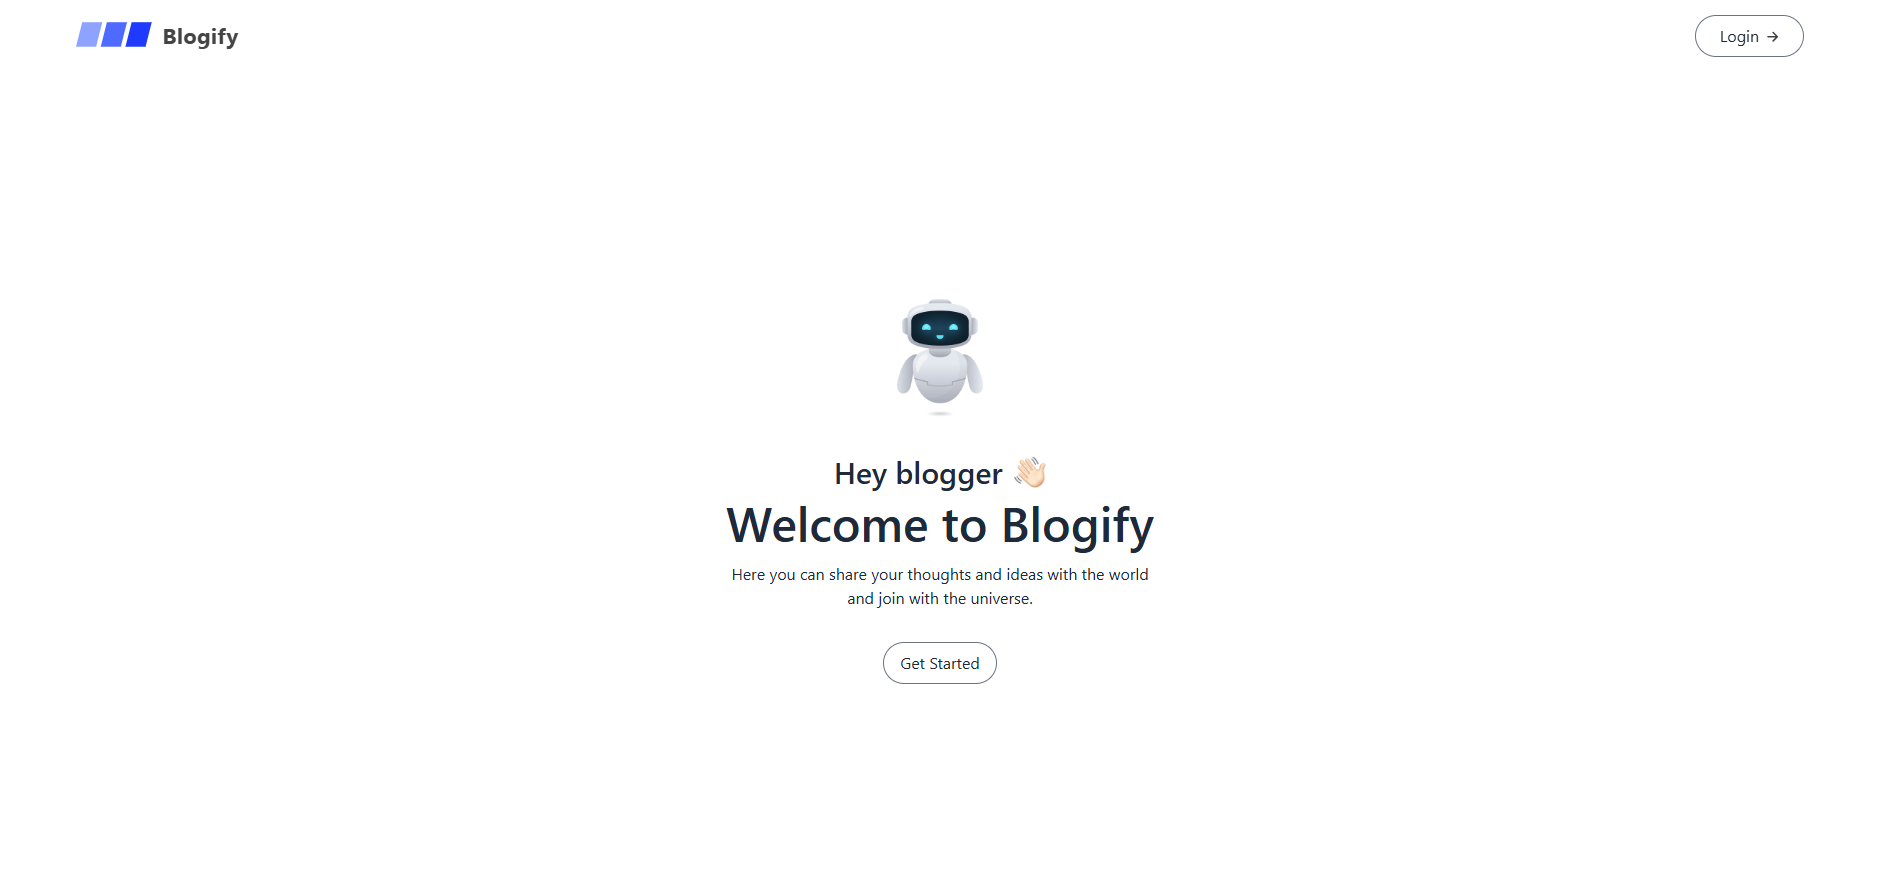 Blogify
Login →
Hey blogger 👋🏻
Welcome to Blogify
Here you can share your thoughts and ideas with the world
and join with the universe.
Get Started